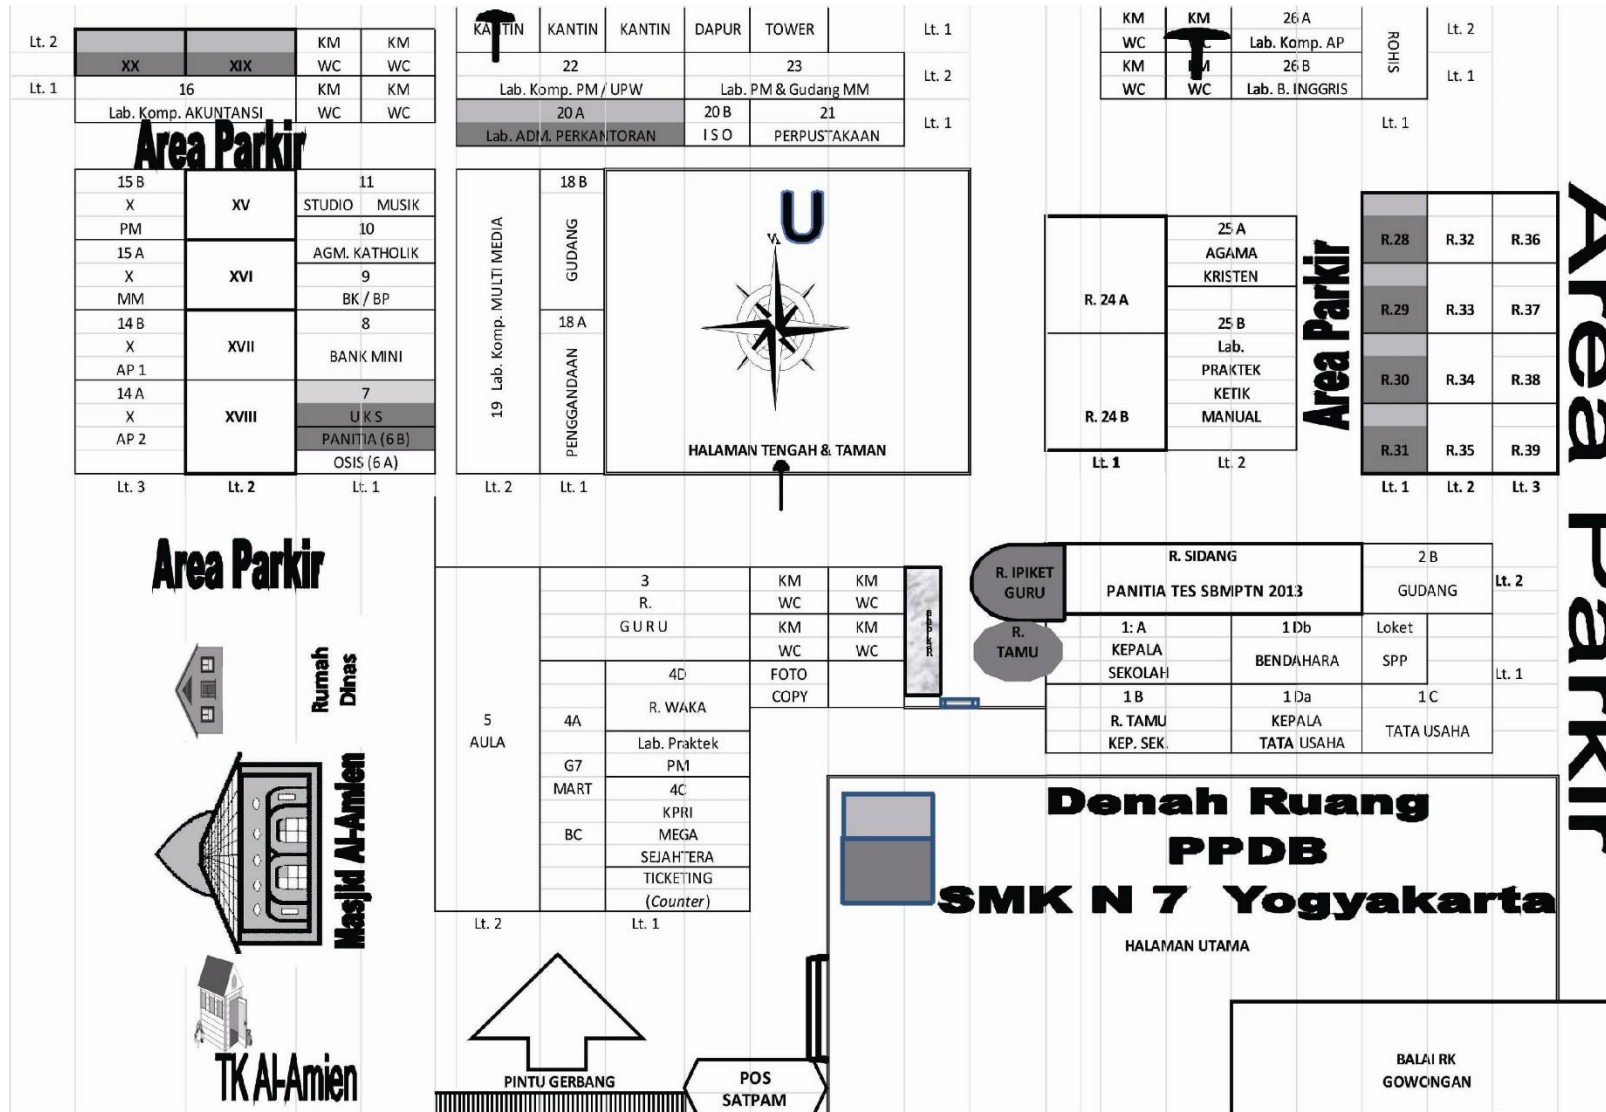 Lt. 2
KM KM
XX XIX WC WC
Lt. 1
16 KM KM
Lab. Komp. AKUNTANSI WC WC
Area Parkir
15 B
X
PM
15 A
X
MM
14 B
X
AP 1
14 A
X
AP 2
XV
XVI
XVII
XVIII
11
STUDIO MUSIK
10
AGM. KATHOLIK
9
BK / BP
8
BANK MINI
7
U K S
PANITIA (6 B)
OSIS (6 A)
Lt. 3 Lt. 2 Lt. 1
KANTIN KANTIN KANTIN DAPUR TOWER Lt. 1
22 23
Lab. Komp. PM / UPW Lab. PM & Gudang MM
Lt. 2
20 A 20 B 21
Lab. ADM. PERKANTORAN I S O PERPUSTAKAAN
Lt. 1
19 Lab. Komp. MULTI MEDIA
18 B
GUDANG
18 A
PENGGANDAAN
U
HALAMAN TENGAH & TAMAN
Lt. 2 Lt. 1
KM KM 26 A
WC Lab. Komp. AP
KM KM 26 B
WC WC Lab. B. INGGRIS
ROHIS
Lt. 2
Lt. 1
Lt. 1
R. 24 A
R. 24 B
25 A
AGAMA
KRISTEN
25 B
Lab.
PRAKTEK
KETIK
MANUAL
Lt. 1 Lt. 2
Area Parkir
R.28 R.32 R.36
R.29 R.33 R.37
R.30 R.34 R.38
R.31 R.35 R.39
Lt. 1 Lt. 2 Lt. 3
Area Parkir
Area Parkir
Rumah
Dinas
Masjid Al-Amien
TK Al-Amien
5
AULA
3
R.
G U R U
KM KM
WC WC
KM KM
WC WC
FOTO
COPY
4D
R. WAKA
4A
G7
MART
BC
Lab. Praktek
PM
4C
KPRI
MEGA
SEJAHTERA
TICKETING
(Counter)
Lt. 2 Lt. 1
R. IPIKET
GURU
R.
TAMU
R. SIDANG
PANITIA TES SBMPTN 2013
2 B
GUDANG
Lt. 2
1: A
KEPALA
SEKOLAH
1 Db
BENDAHARA
Loket
SPP
Lt. 1
1 B
R. TAMU
KEP. SEK.
1 Da
KEPALA
TATA USAHA
1 C
TATA USAHA
Denah Ruang
PPDB
SMK N 7 Yogyakarta
HALAMAN UTAMA
PINTU GERBANG
POS
SATPAM
BALAI RK
GOWONGAN